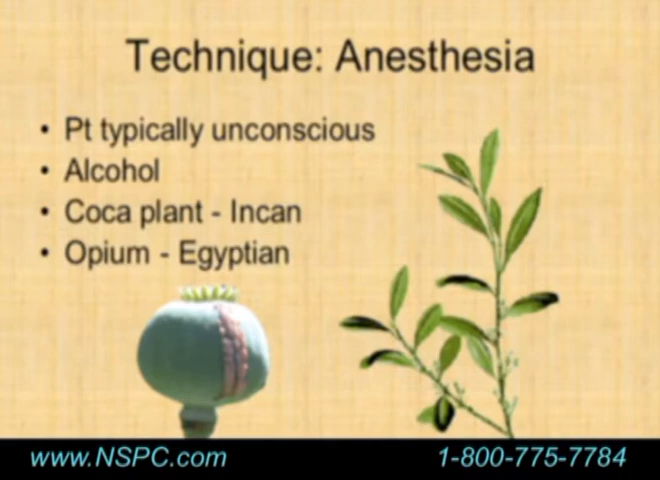 Technique: Anesthesia
• Pt typically unconscious
• Alcohol
• Coca plant - Incan
• Opium - Egyptian
www.NSPC.com 1-800-775-7784